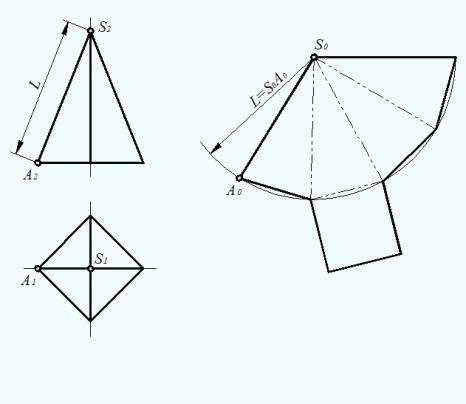 S₂
L
A₂
S₁
A₁
S₀
L=S₀A₀
A₀